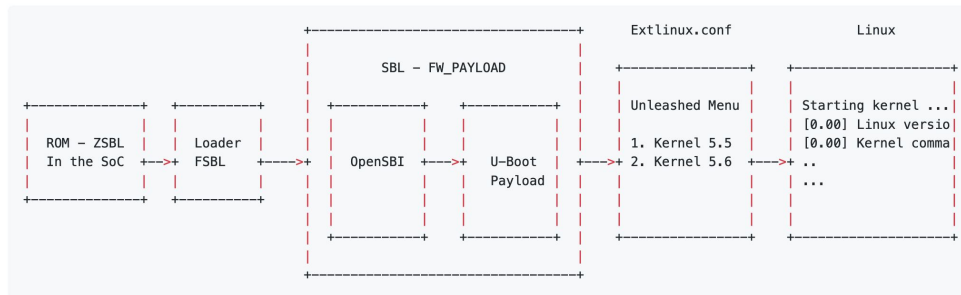 Extlinux.conf
Linux
SBL – FW_PAYLOAD
Unleashed Menu
1. Kernel 5.5
2. Kernel 5.6
Starting kernel ...
[0.00] Linux versio
[0.00] Kernel comma
..
...
ROM – ZSBL
In the SoC
Loader
FSBL
OpenSBI
U-Boot
Payload